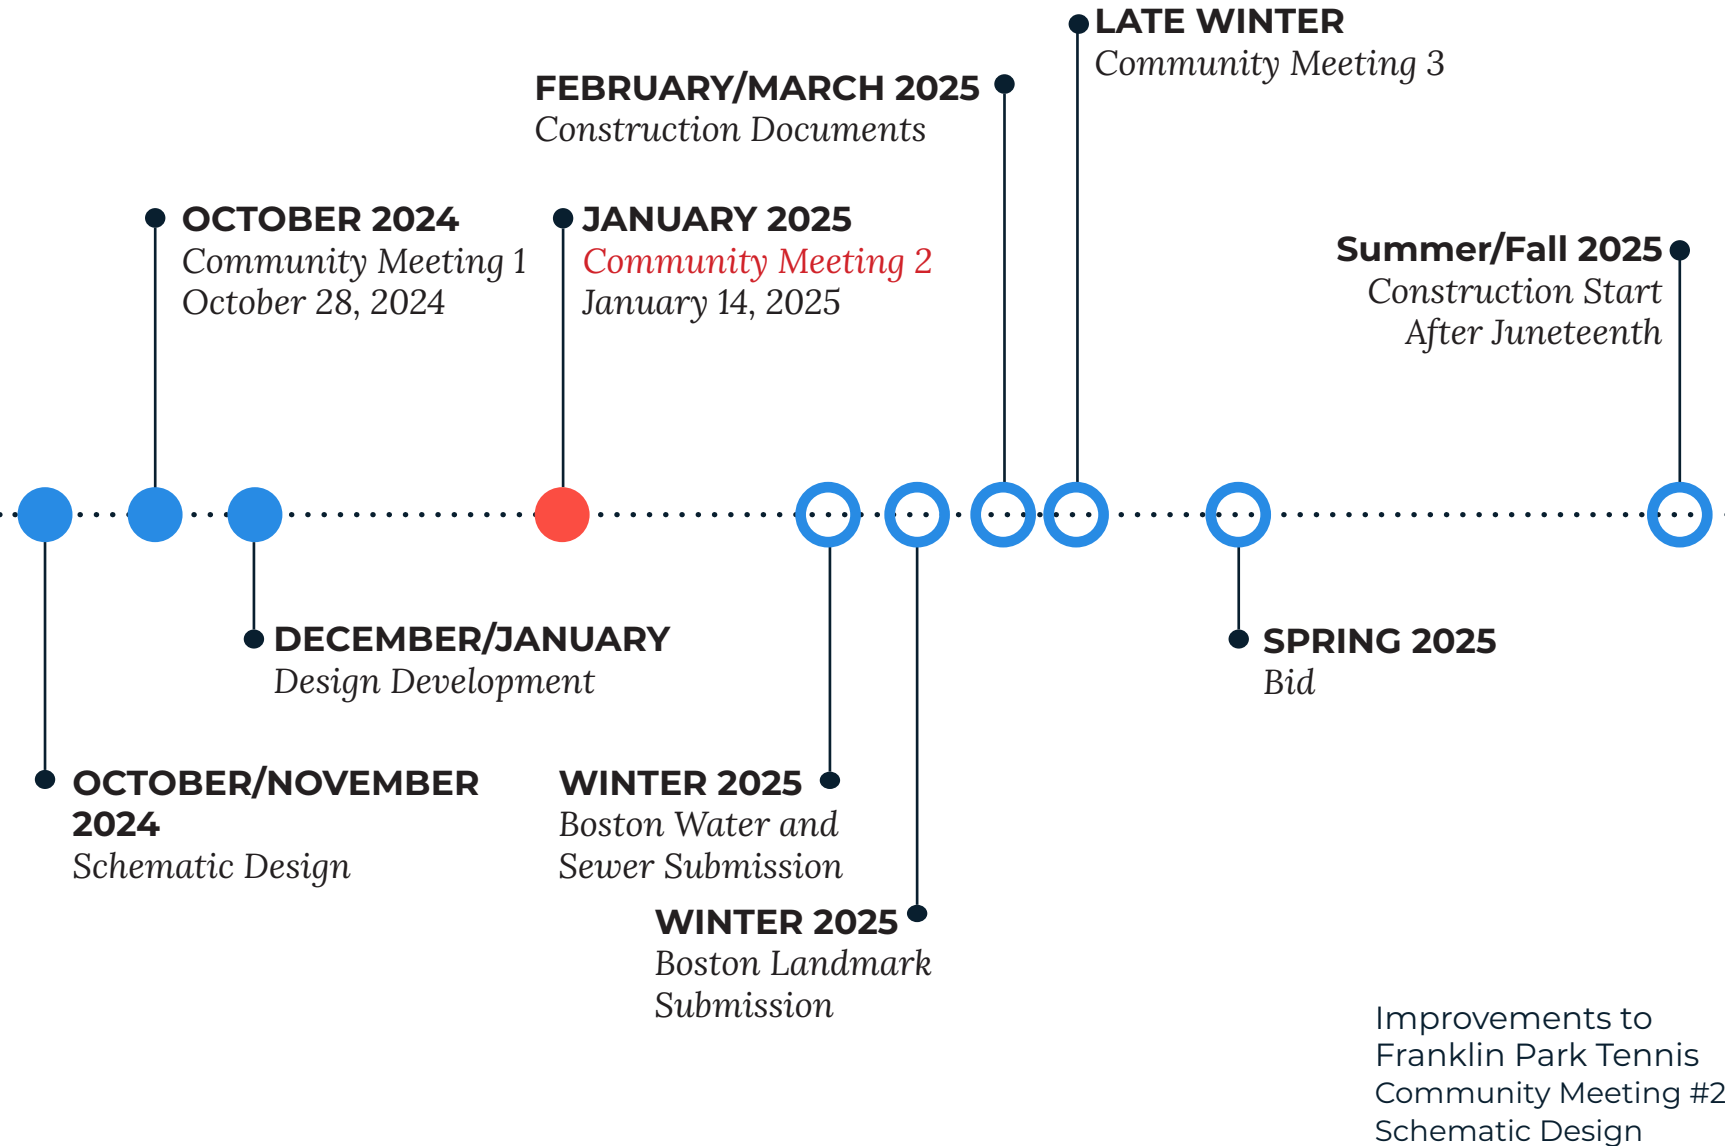 LATE WINTER
Community Meeting 3
FEBRUARY/MARCH 2025
Construction Documents
OCTOBER 2024
Community Meeting 1
October 28, 2024
JANUARY 2025
Community Meeting 2
January 14, 2025
Summer/Fall 2025
Construction Start
After Juneteenth
DECEMBER/JANUARY
Design Development
SPRING 2025
Bid
OCTOBER/NOVEMBER
2024
Schematic Design
WINTER 2025
Boston Water and
Sewer Submission
WINTER 2025
Boston Landmark
Submission
Improvements to
Franklin Park Tennis
Community Meeting #2
Schematic Design